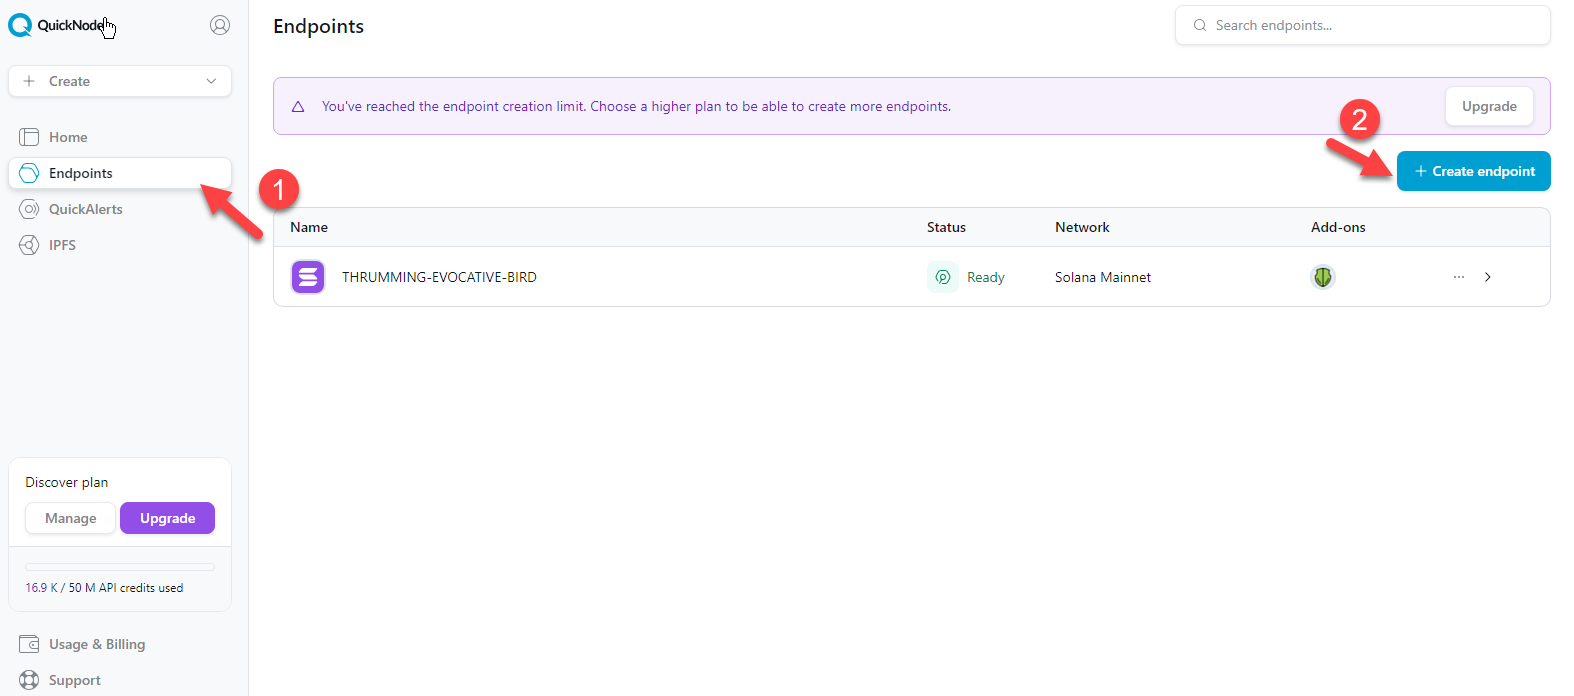 QuickNode
Create
Home
Endpoints
QuickAlerts
IPFS
Discover plan
Manage
Upgrade
16.9 K / 50 M API credits used
Usage & Billing
Support
Endpoints
Search endpoints...
You've reached the endpoint creation limit. Choose a higher plan to be able to create more endpoints.
Upgrade
1
2
+ Create endpoint
Name Status Network Add-ons
THRUMMING-EVOCATIVE-BIRD Ready Solana Mainnet ...